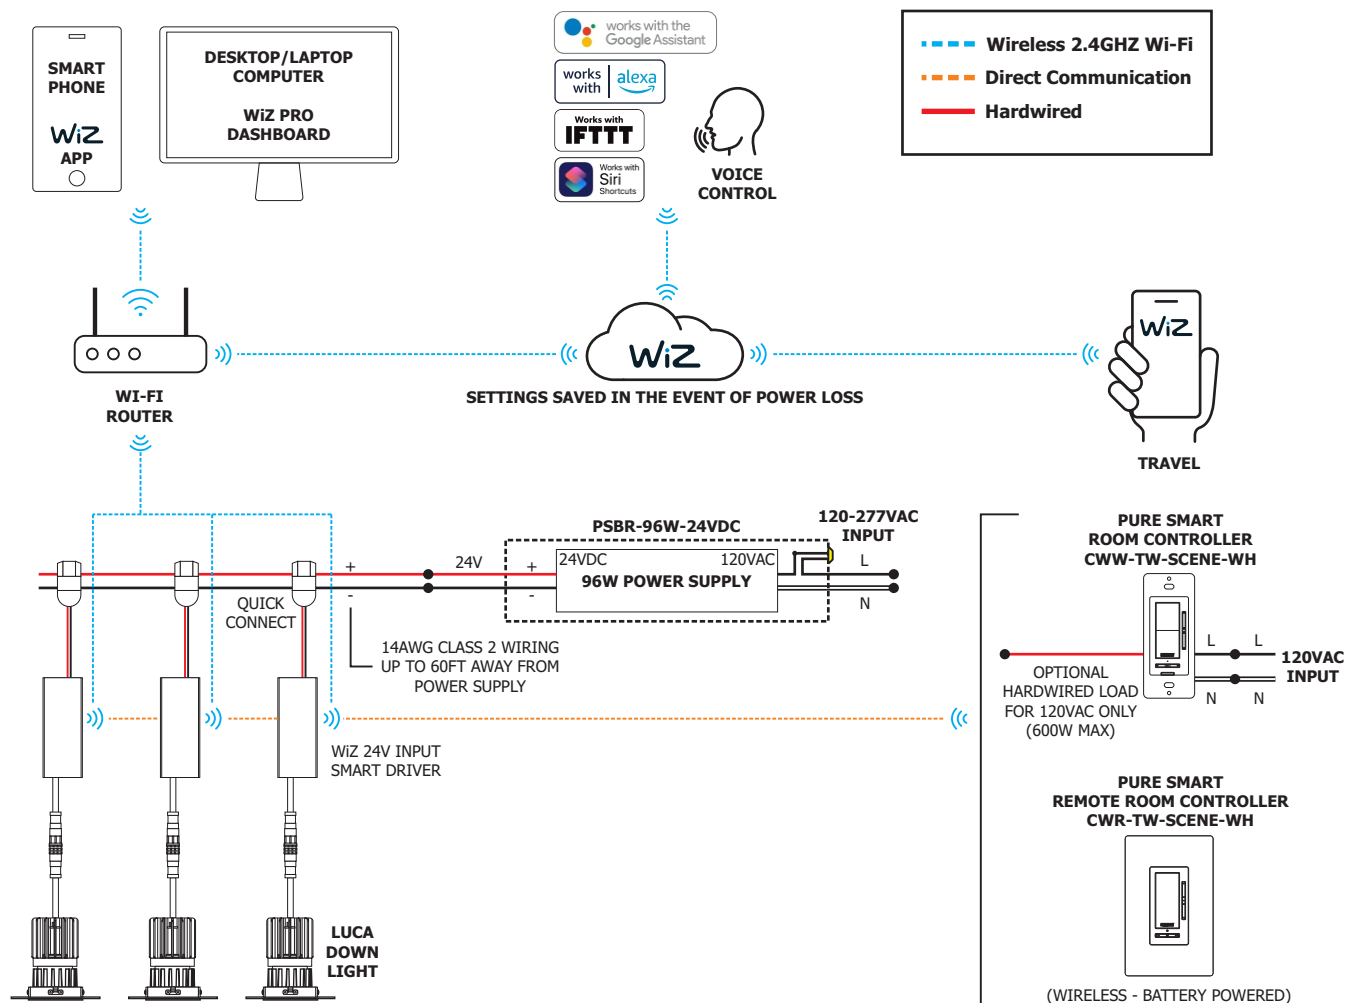 SMART
PHONE
WiZ
APP
DESKTOP/LAPTOP
COMPUTER
WiZ PRO
DASHBOARD
works with the
Google Assistant
works
with
alexa
Works with
IFTTT
Works with
Siri
Shortcuts
VOICE
CONTROL
Wireless 2.4GHZ Wi-Fi
Direct Communication
Hardwired
WI-FI
ROUTER
WiZ
SETTINGS SAVED IN THE EVENT OF POWER LOSS
WiZ
TRAVEL
PSBR-96W-24VDC
120-277VAC
INPUT
24VDC
120VAC
96W POWER SUPPLY
+
24V
+
L
-
-
N
QUICK
CONNECT
14AWG CLASS 2 WIRING
UP TO 60FT AWAY FROM
POWER SUPPLY
WiZ 24V INPUT
SMART DRIVER
LUCA
DOWN
LIGHT
PURE SMART
ROOM CONTROLLER
CWW-TW-SCENE-WH
L L
120VAC
INPUT
N N
OPTIONAL
HARDWIRED LOAD
FOR 120VAC ONLY
(600W MAX)
PURE SMART
REMOTE ROOM CONTROLLER
CWR-TW-SCENE-WH
(WIRELESS - BATTERY POWERED)